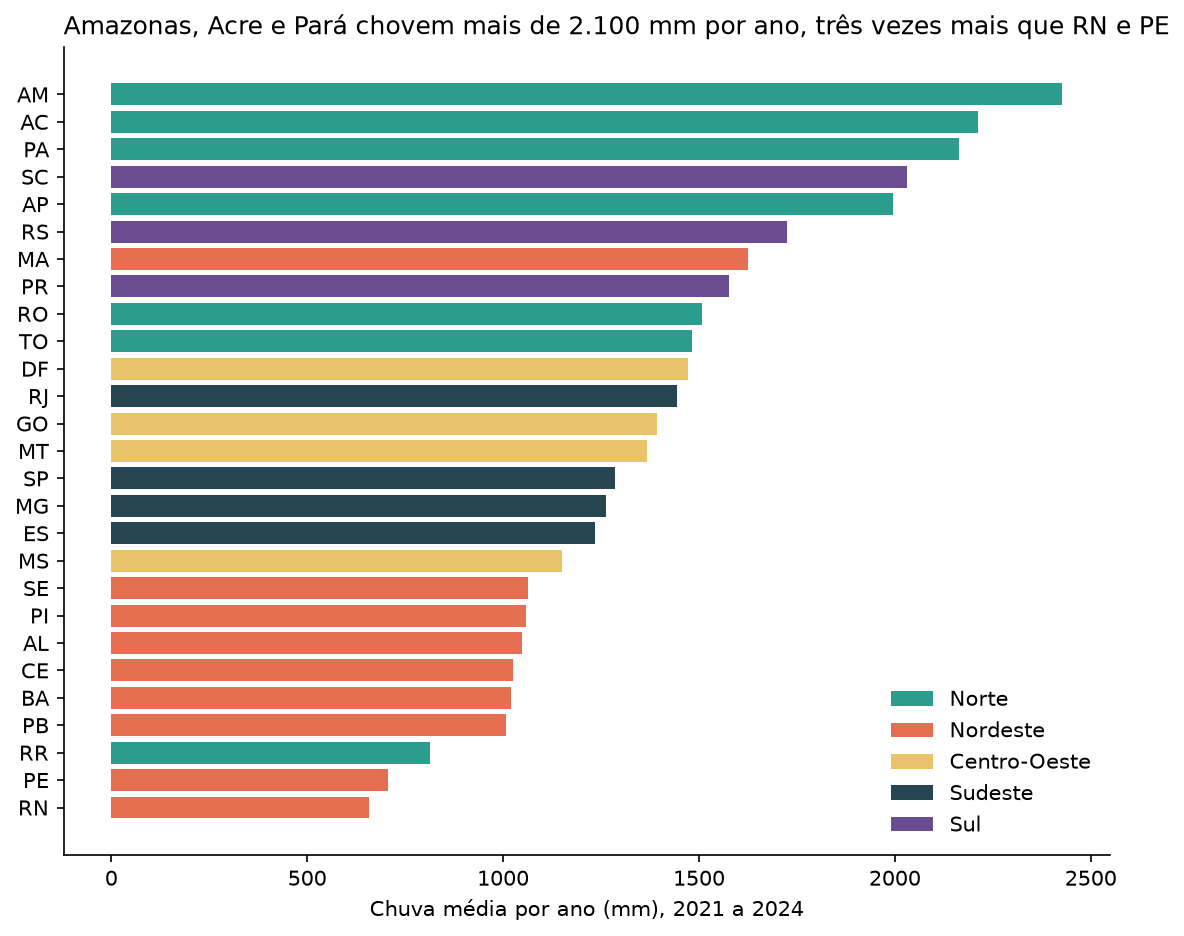 Amazonas, Acre e Pará chovem mais de 2.100 mm por ano, três vezes mais que RN e PE
AM
AC
PA
SC
AP
RS
MA
PR
RO
TO
DF
RJ
GO
MT
SP
MG
ES
MS
SE
PI
AL
CE
BA
PB
RR
PE
RN
Norte
Nordeste
Centro-Oeste
Sudeste
Sul
0 500 1000 1500 2000 2500
Chuva média por ano (mm), 2021 a 2024